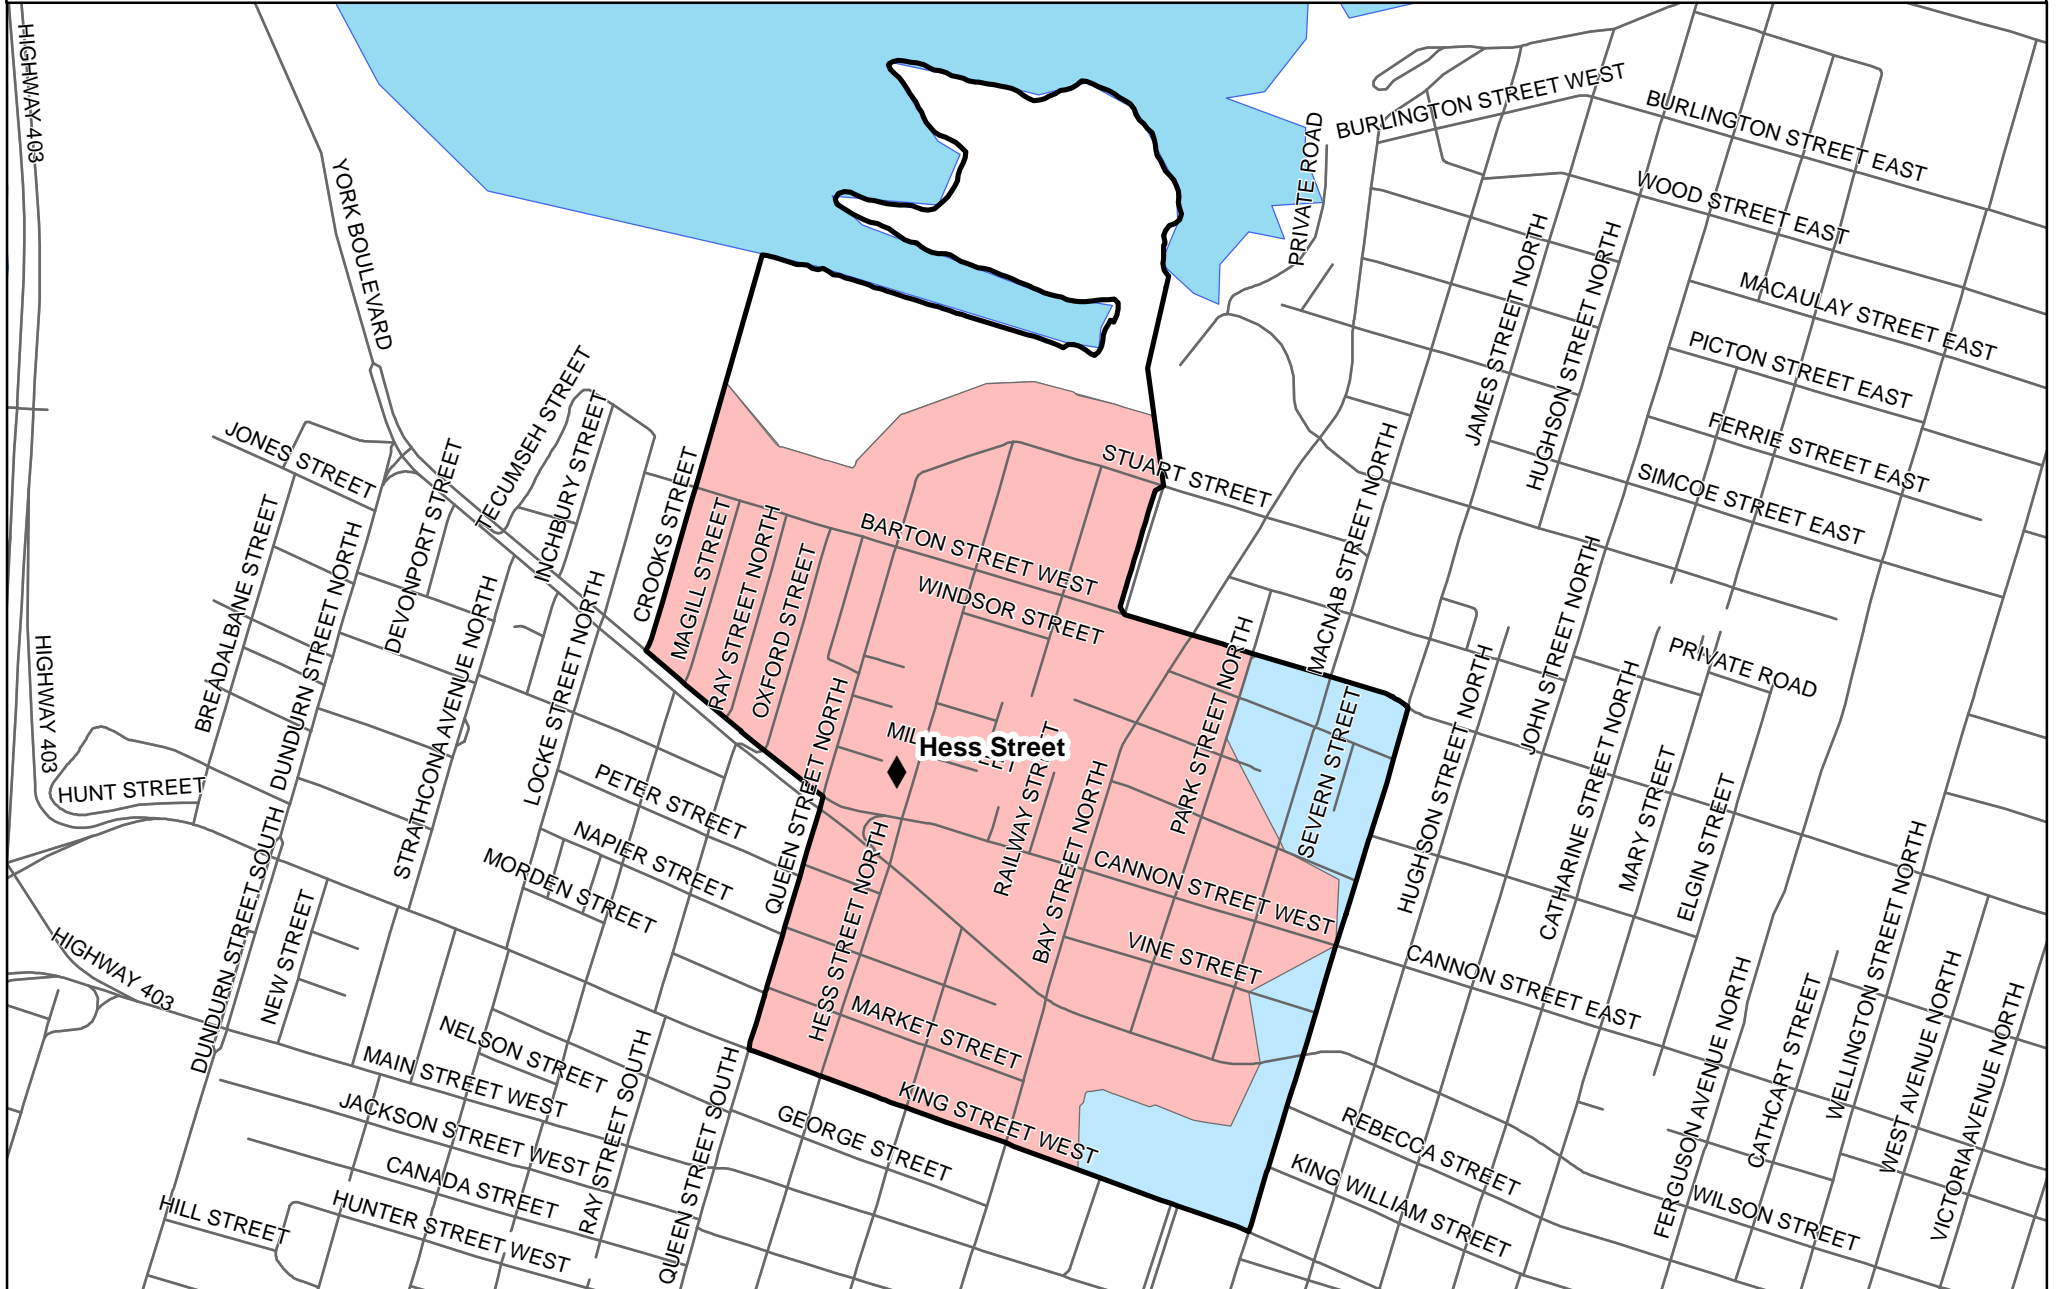 HIGHWAY 403
YORK BOULEVARD
BURLINGTON STREET WEST
BURLINGTON STREET EAST
PRIVATE ROAD
WOOD STREET EAST
MACAULAY STREET EAST
PICTON STREET EAST
FERRIE STREET EAST
SIMCOE STREET EAST
JAMES STREET NORTH
HUGHSON STREET NORTH
TECUMSEH STREET
INCHBURY STREET
JONES STREET
DEVONPORT STREET
CROOKS STREET
STUART STREET
MACNAB STREET NORTH
BREADALBANE STREET
DUNDURN STREET NORTH
STRATHCONA AVENUE NORTH
LOCKE STREET NORTH
MAGILL STREET
RAY STREET NORTH
OXFORD STREET
BARTON STREET WEST
WINDSOR STREET
PARK STREET NORTH
JOHN STREET NORTH
PRIVATE ROAD
HIGHWAY 403
HUNT STREET
QUEEN STREET NORTH
Hess Street
RAILWAY STREET
BAY STREET NORTH
SEVERN STREET
HUGHSON STREET NORTH
CATHARINE STREET NORTH
MARY STREET
ELGIN STREET
PETER STREET
NAPIER STREET
MORDEN STREET
HESS STREET NORTH
CANNON STREET WEST
VINE STREET
CANNON STREET EAST
HIGHWAY 403
DUNDURN STREET SOUTH
NEW STREET
MARKET STREET
KING STREET WEST
NELSON STREET
MAIN STREET WEST
JACKSON STREET WEST
CANADA STREET
HUNTER STREET WEST
HILL STREET
RAY STREET SOUTH
QUEEN STREET SOUTH
GEORGE STREET
REBECCA STREET
KING WILLIAM STREET
WILSON STREET
FERGUSON AVENUE NORTH
CATHCART STREET
WELLINGTON STREET NORTH
WEST AVENUE NORTH
VICTORIA AVENUE NORTH